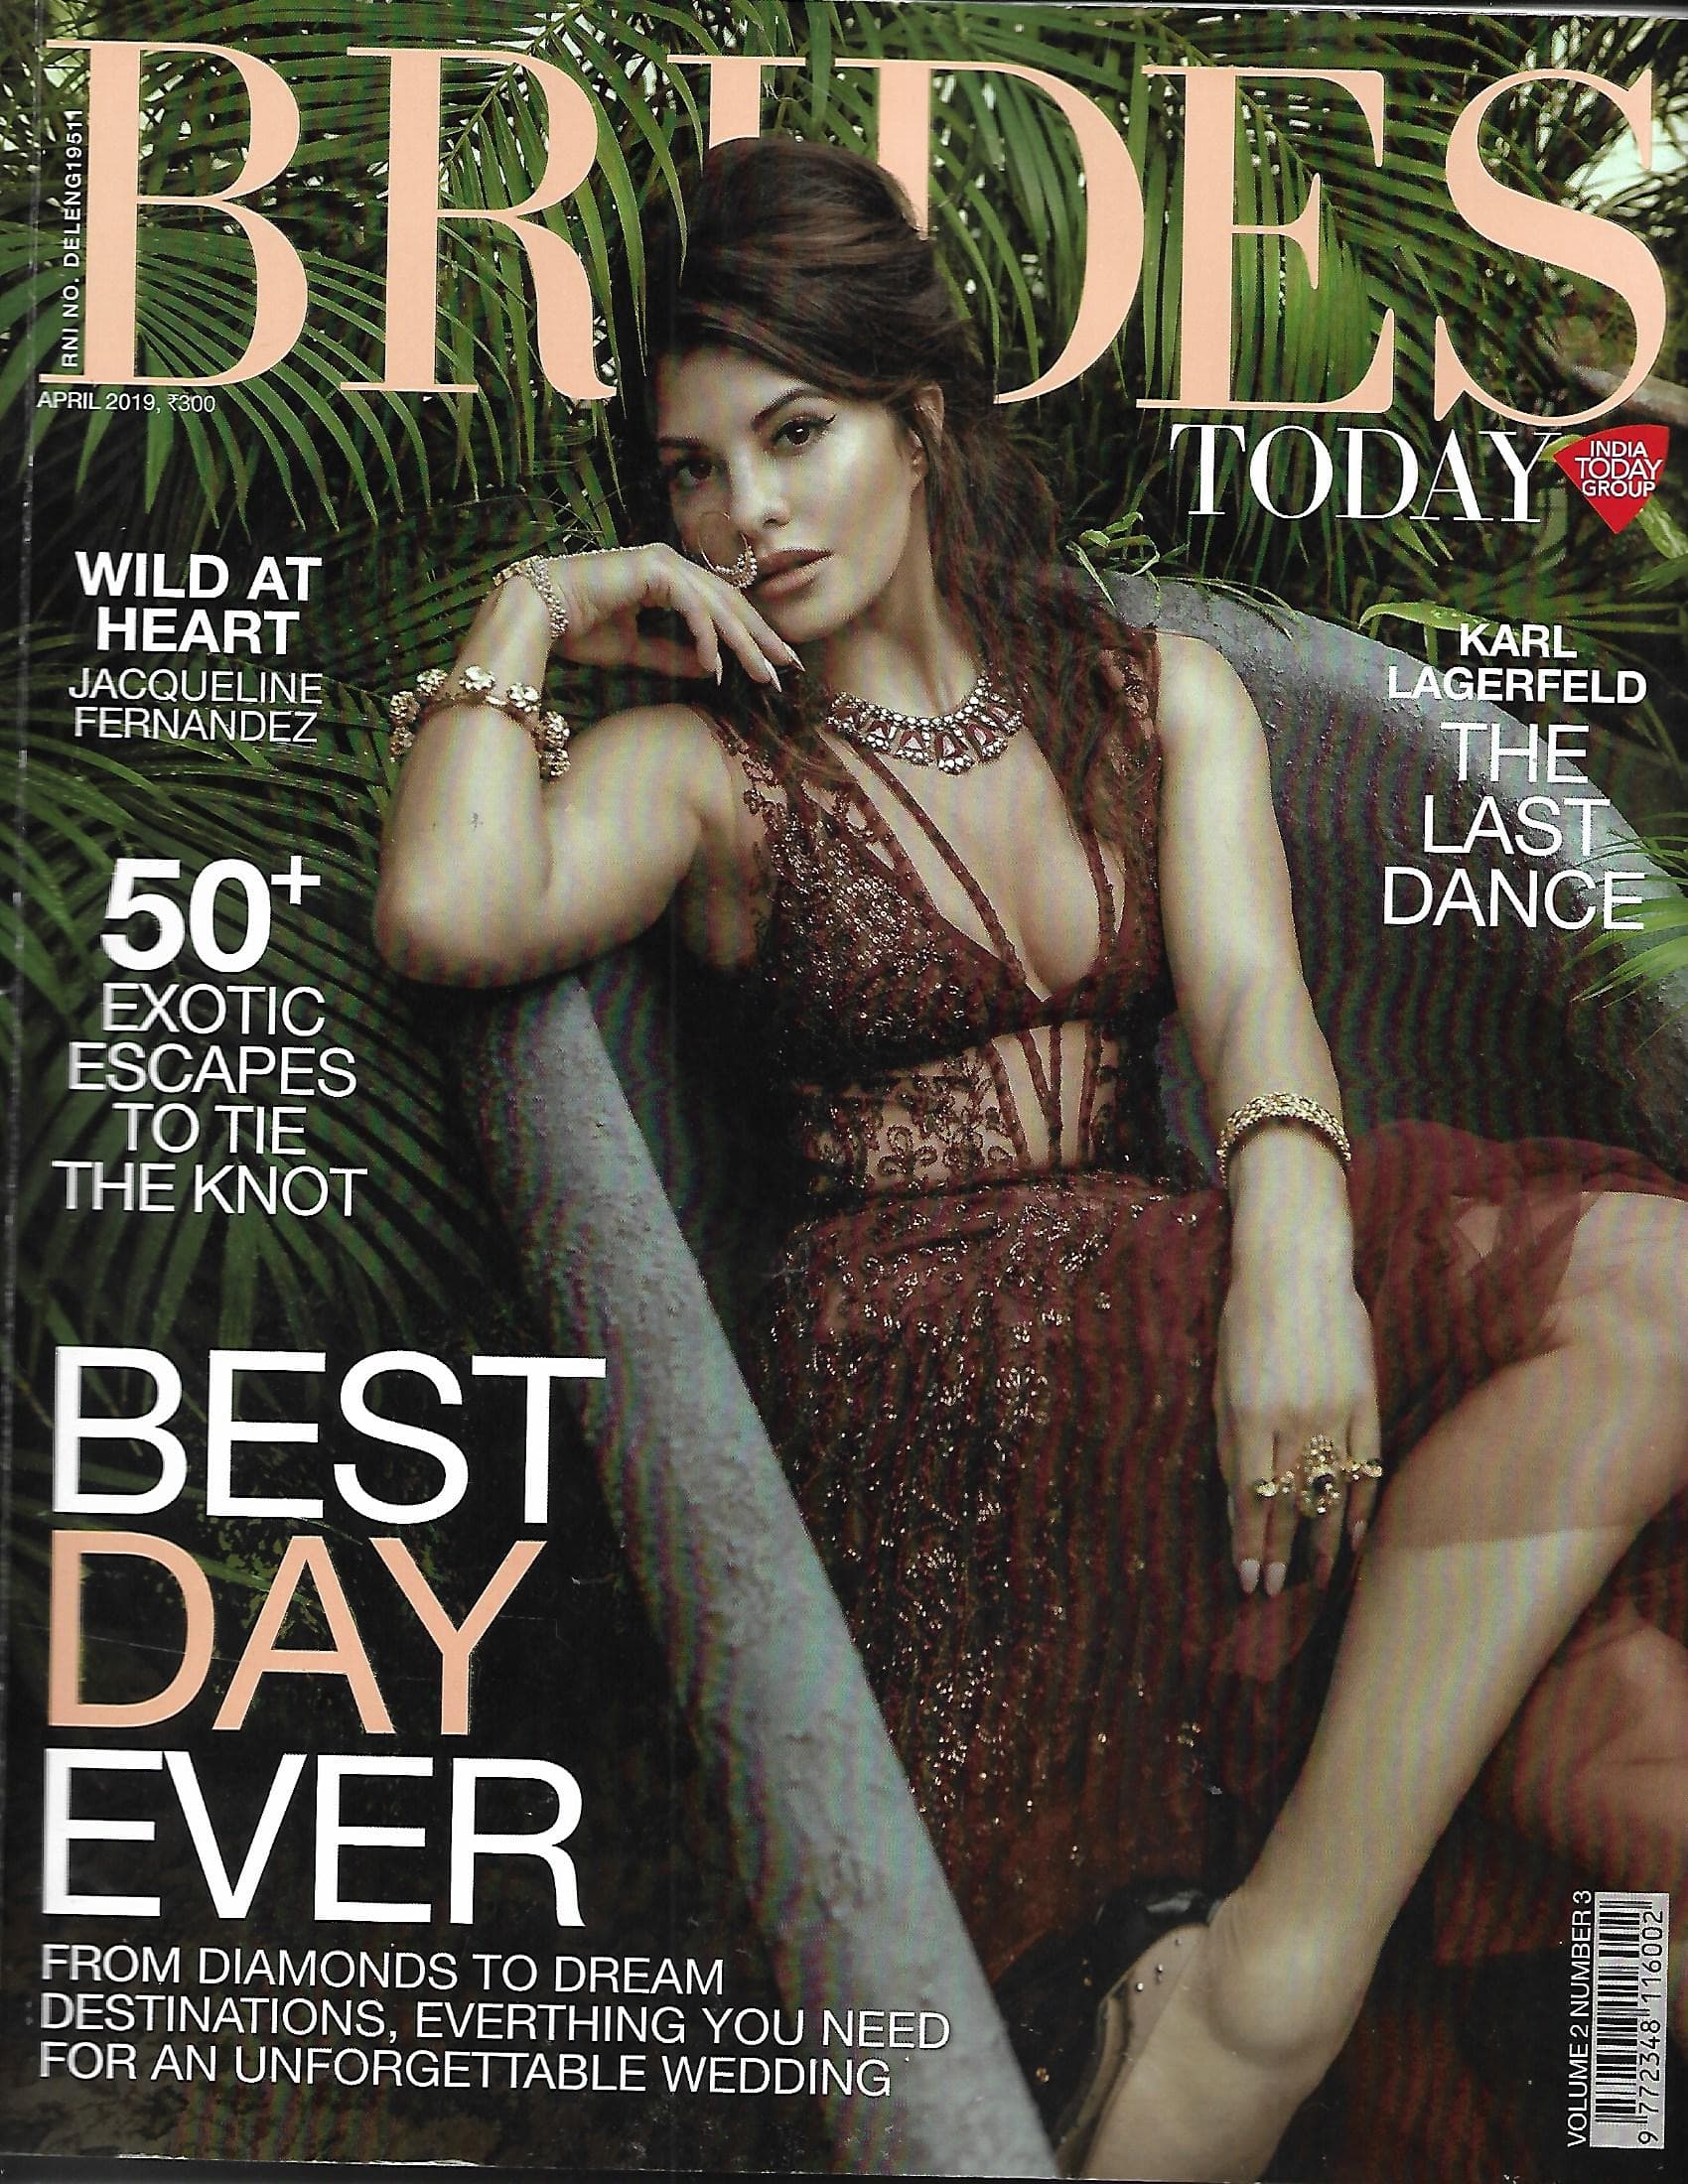 BRIDES
TODAY
INDIA
TODAY
GROUP
RNI NO. DELENG19511
APRIL 2019, ₹300
WILD AT
HEART
JACQUELINE
FERNANDEZ
KARL
LAGERFELD
THE
LAST
DANCE
50+
EXOTIC
ESCAPES
TO TIE
THE KNOT
BEST
DAY
EVER
FROM DIAMONDS TO DREAM
DESTINATIONS, EVERTHING YOU NEED
FOR AN UNFORGETTABLE WEDDING
VOLUME 2 NUMBER 3
9 772348 116002